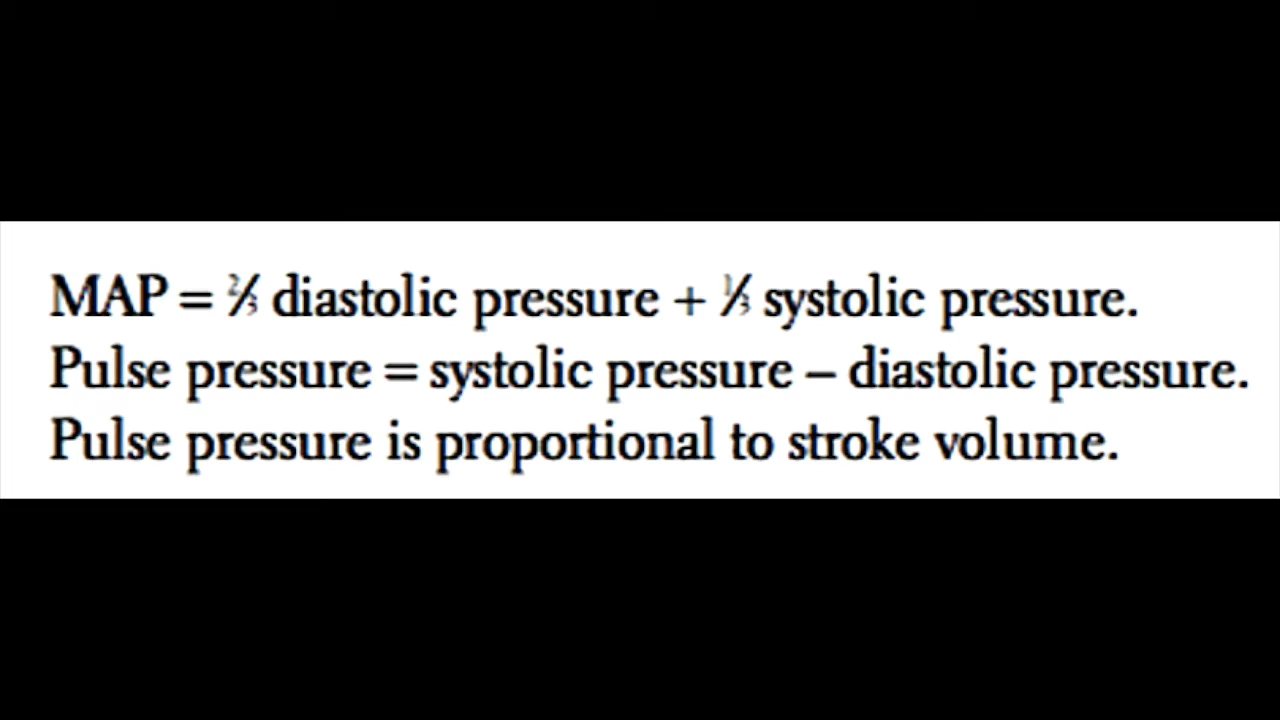 MAP = ⅔ diastolic pressure + ⅓ systolic pressure.
Pulse pressure = systolic pressure – diastolic pressure.
Pulse pressure is proportional to stroke volume.